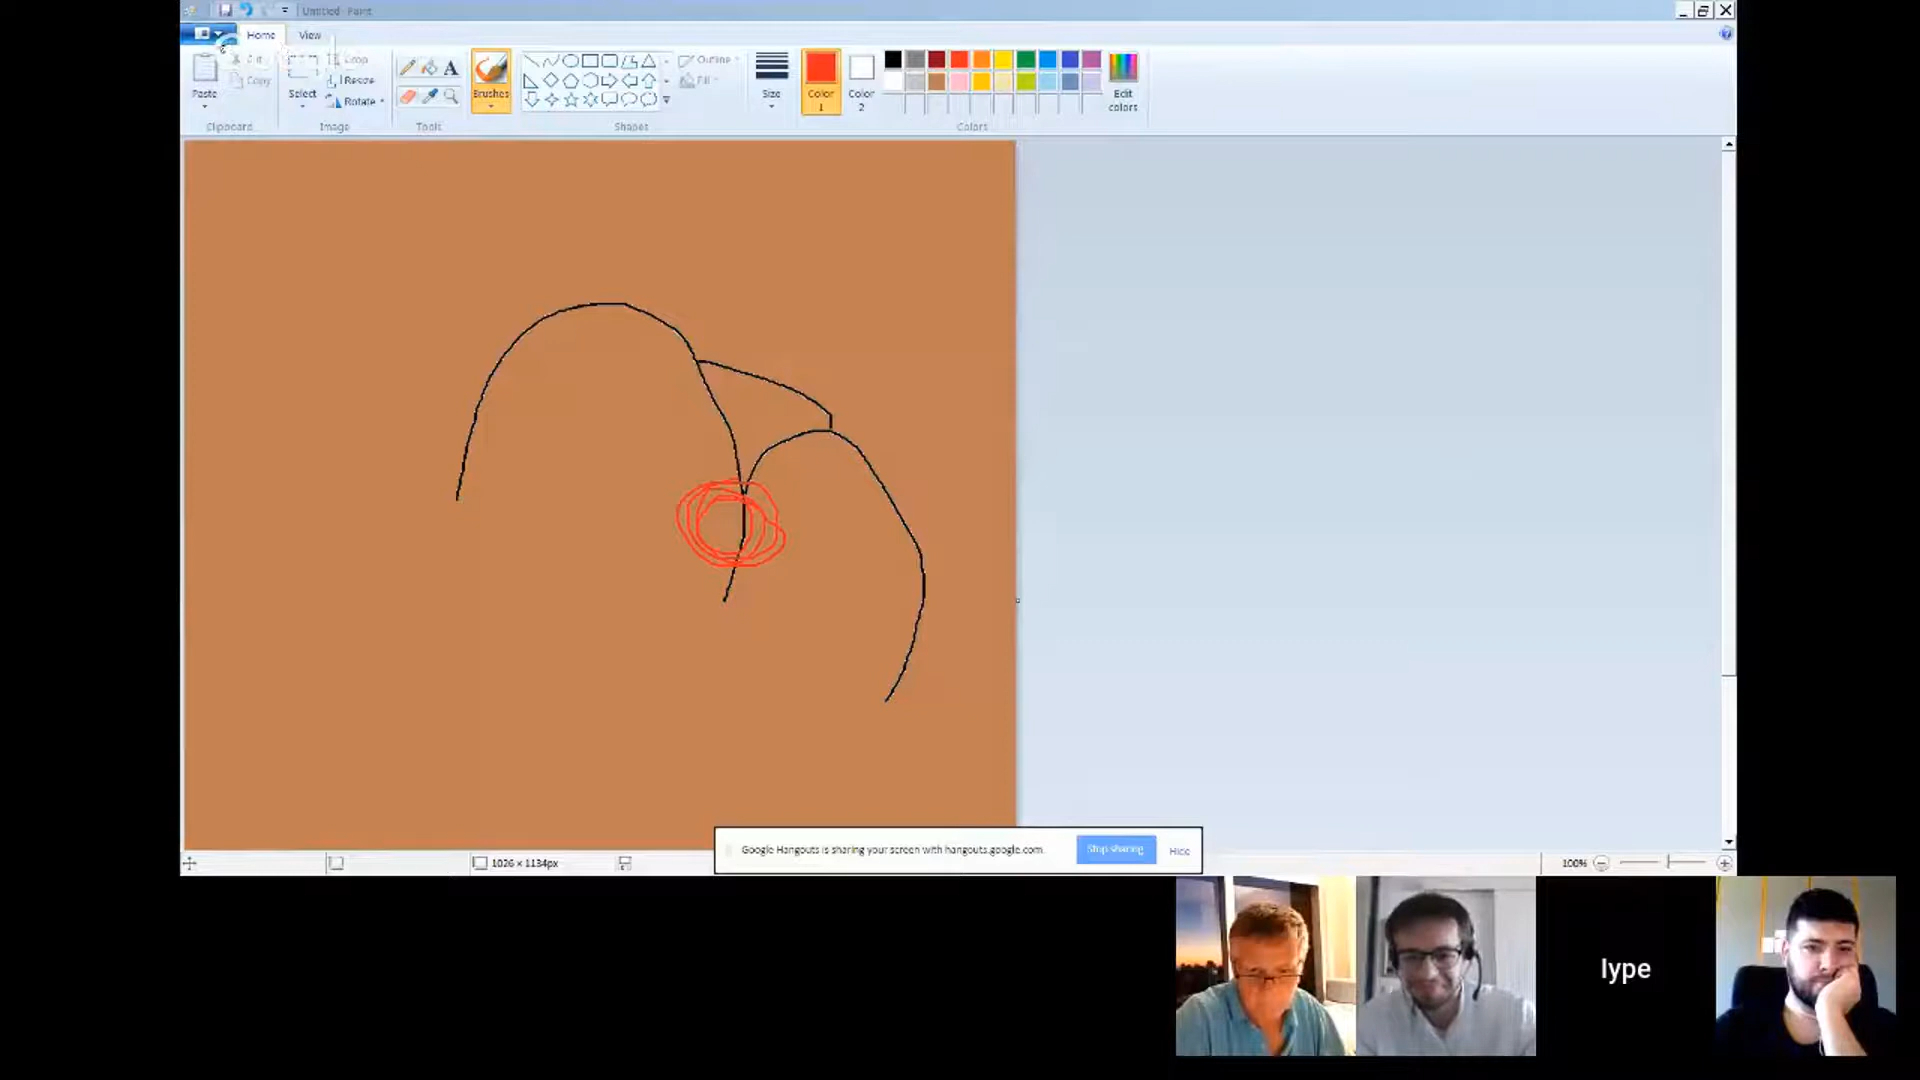 Untitled - Paint
Home
View
Cut
Copy
Paste
Clipboard
Crop
Resize
Rotate
Select
Image
A
Tools
Brushes
Outline
Fill
Shapes
Size
Color
1
Color
2
Colors
Edit
colors
Google Hangouts is sharing your screen with hangouts.google.com.
Stop sharing
Hide
1026 × 1134px
100%
lype